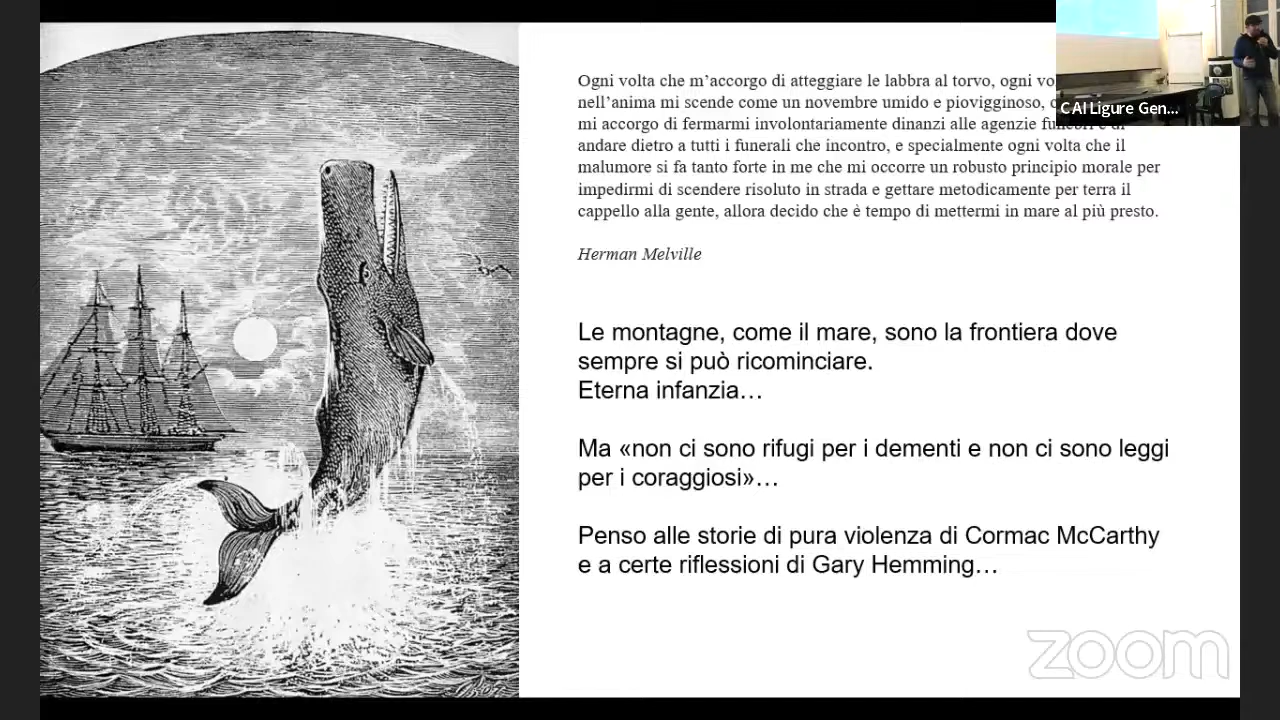 Ogni volta che m’accorgo di atteggiare le labbra al torvo, ogni
nell’anima mi scende come un novembre umido e piovigginoso,
mi accorgo di fermarmi involontariamente dinanzi alle agenzie
andare dietro a tutti i funerali che incontro, e specialmente ogni volta che il
malumore si fa tanto forte in me che mi occorre un robusto principio morale per
impedirmi di scendere risoluto in strada e gettare metodicamente per terra il
cappello alla gente, allora decido che è tempo di mettermi in mare al più presto.
Herman Melville
Le montagne, come il mare, sono la frontiera dove
sempre si può ricominciare.
Eterna infanzia…
Ma «non ci sono rifugi per i dementi e non ci sono leggi
per i coraggiosi»…
Penso alle storie di pura violenza di Cormac McCarthy
e a certe riflessioni di Gary Hemming…
C AI Ligure Gen...
zoom